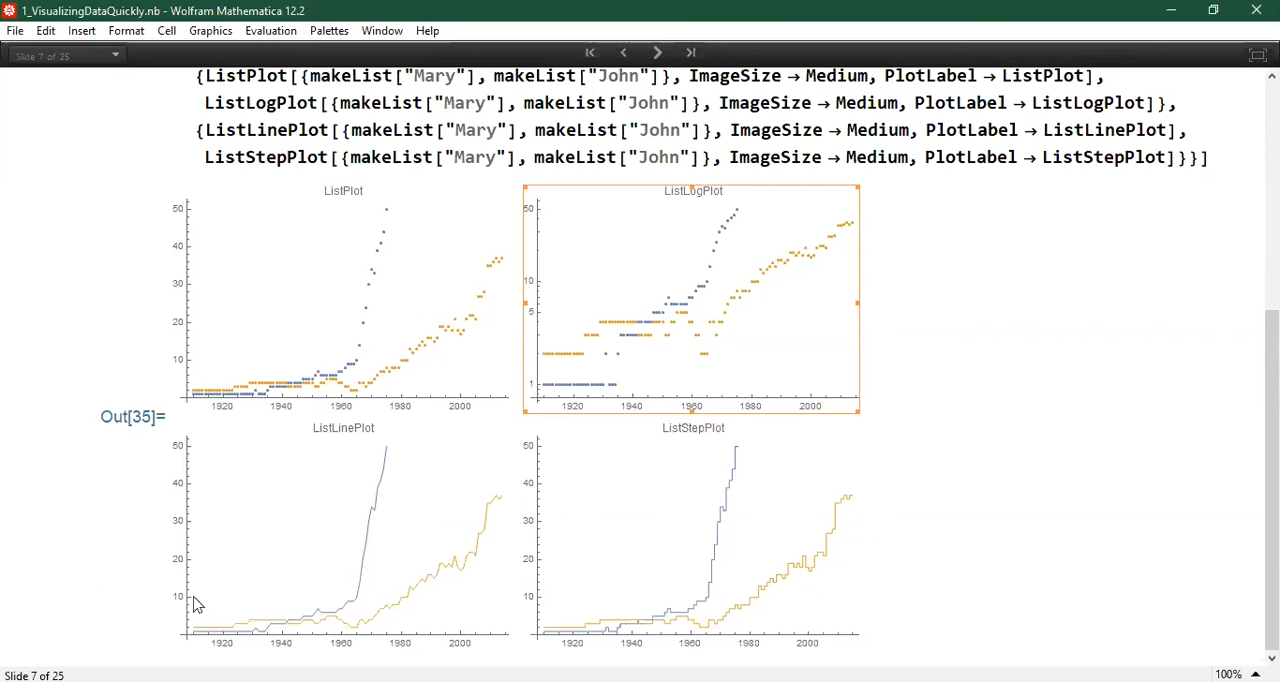 1_VisualizingDataQuickly.nb - Wolfram Mathematica 12.2
File Edit Insert Format Cell Graphics Evaluation Palettes Window Help
Slide 7 of 25
{ListPlot[{makeList["Mary"], makeList["John"]}, ImageSize → Medium, PlotLabel → ListPlot],
ListLogPlot[{makeList["Mary"], makeList["John"]}, ImageSize → Medium, PlotLabel → ListLogPlot]},
{ListLinePlot[{makeList["Mary"], makeList["John"]}, ImageSize → Medium, PlotLabel → ListLinePlot],
ListStepPlot[{makeList["Mary"], makeList["John"]}, ImageSize → Medium, PlotLabel → ListStepPlot]}}]
ListPlot
50
40
30
20
10
1920 1940 1960 1980 2000
ListLogPlot
50
10
5
1
1920 1940 1960 1980 2000
Out[35]=
ListLinePlot
50
40
30
20
10
1920 1940 1960 1980 2000
ListStepPlot
50
40
30
20
10
1920 1940 1960 1980 2000
Slide 7 of 25
100%